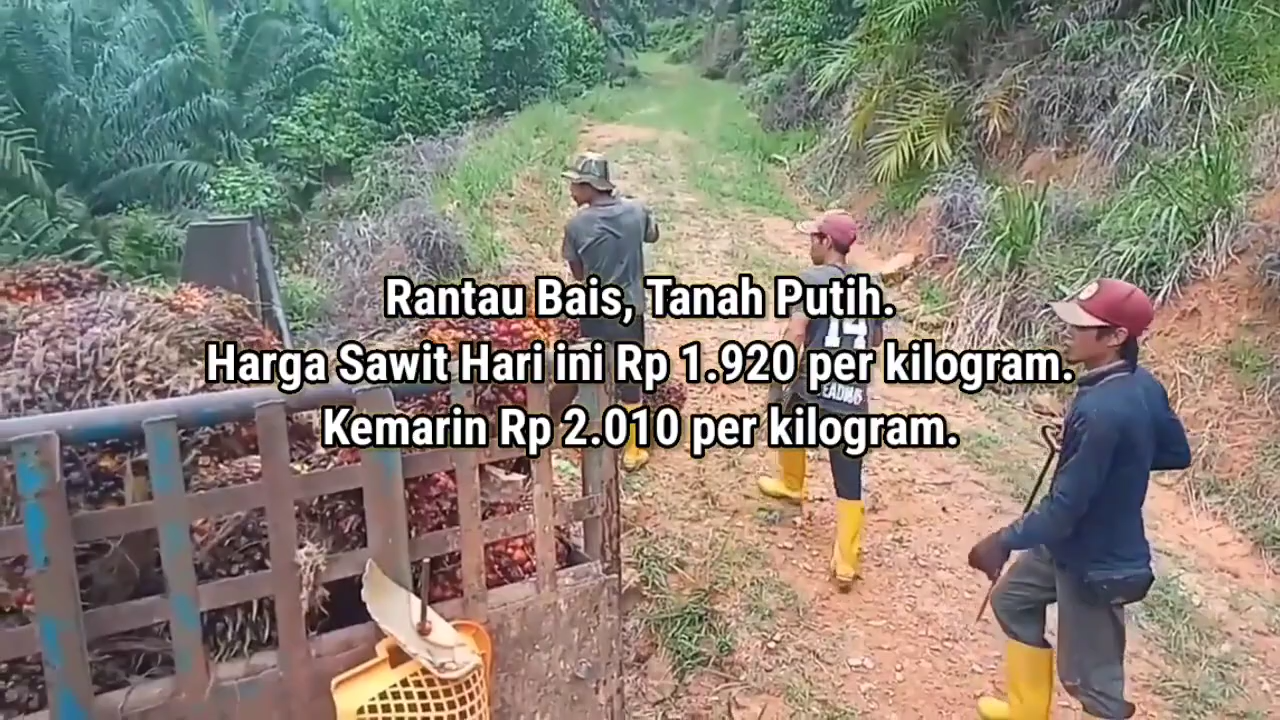 Rantau Bais, Tanah Putih.
Harga Sawit Hari ini Rp 1.920 per kilogram.
Kemarin Rp 2.010 per kilogram.
14